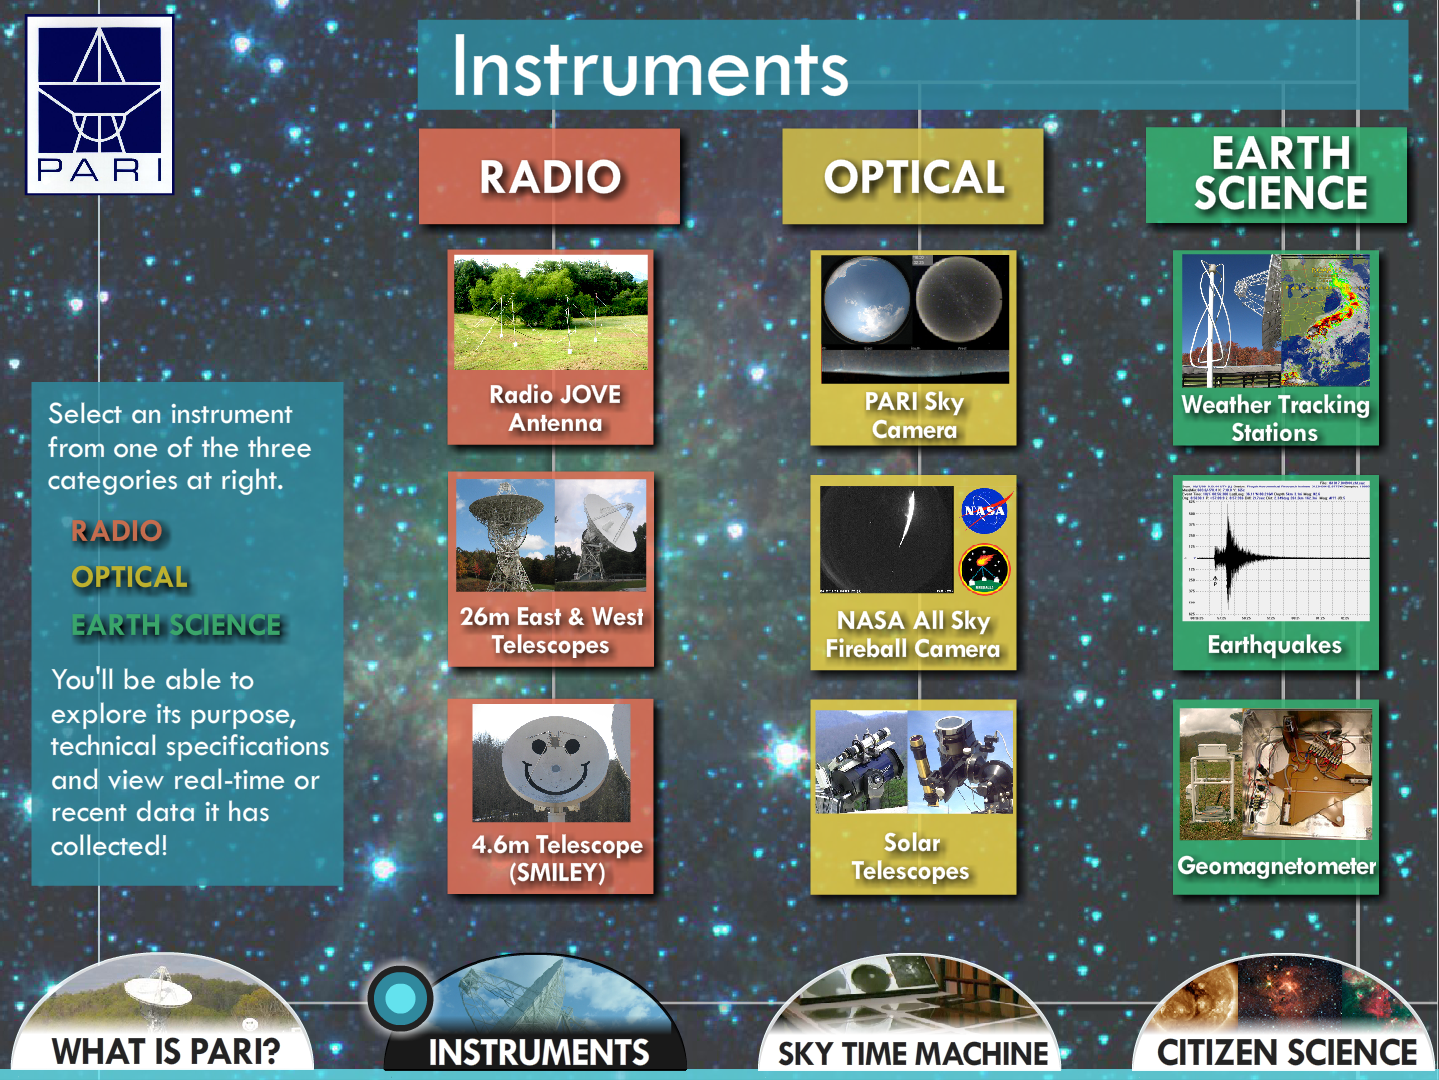 PARI
Instruments
RADIO
OPTICAL
EARTH
SCIENCE
Select an instrument
from one of the three
categories at right.
RADIO
OPTICAL
EARTH SCIENCE
You'll be able to
explore its purpose,
technical specifications
and view real-time or
recent data it has
collected!
Radio JOVE
Antenna
26m East & West
Telescopes
4.6m Telescope
(SMILEY)
PARI Sky
Camera
NASA
NASA All Sky
Fireball Camera
Solar
Telescopes
Weather Tracking
Stations
Earthquakes
Geomagnetometer
WHAT IS PARI?
INSTRUMENTS
SKY TIME MACHINE
CITIZEN SCIENCE